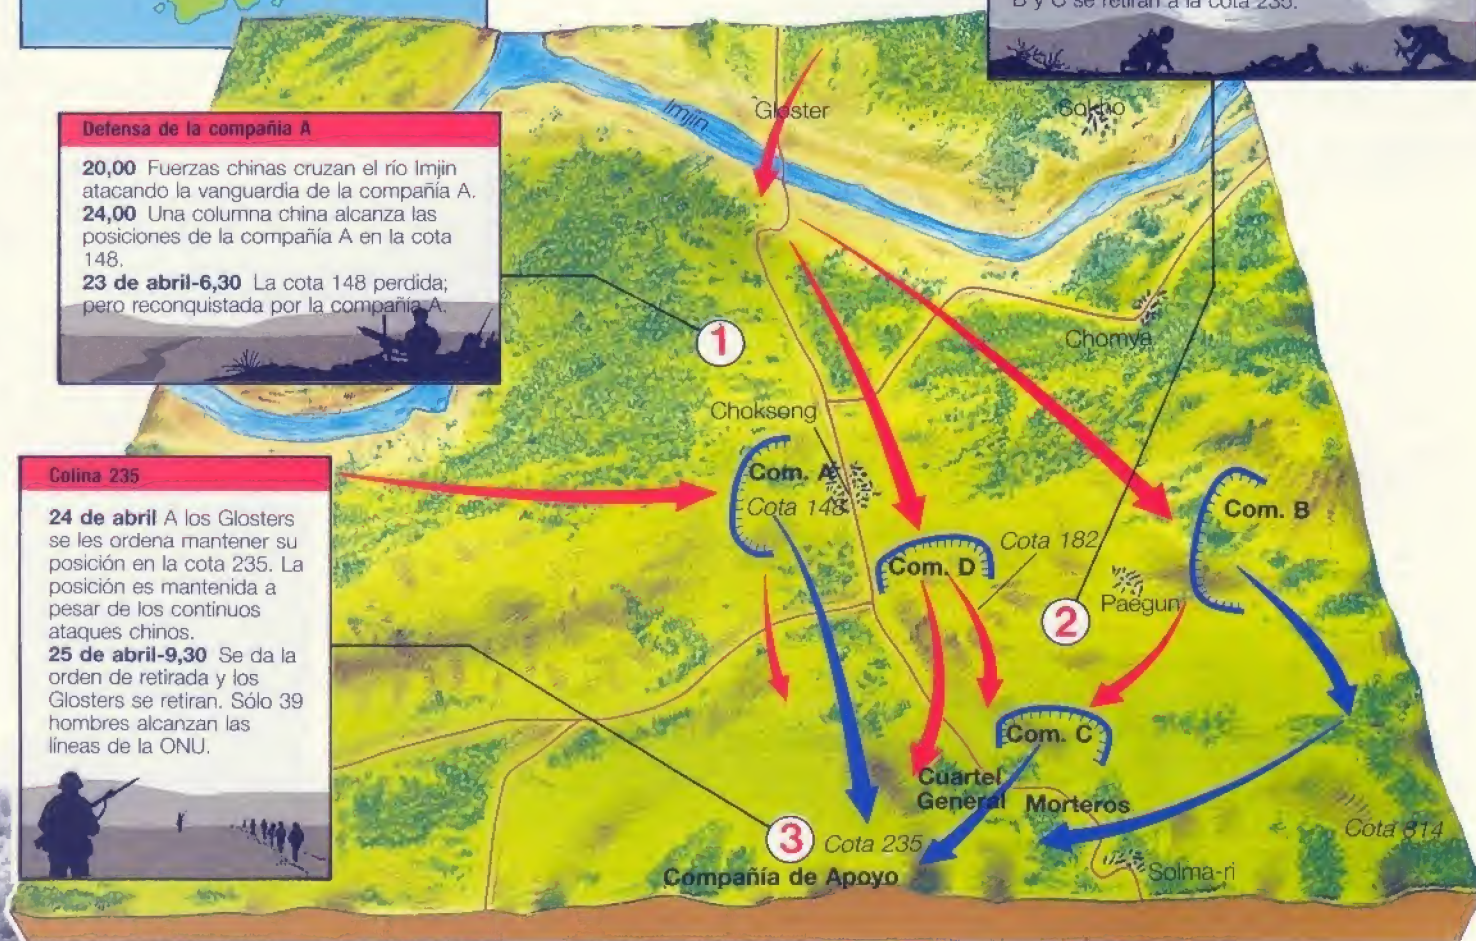 B y C se retiran a la cota 235.
Defensa de la compañía A
20,00 Fuerzas chinas cruzan el río Imjin
atacando la vanguardia de la compañía A.
24,00 Una columna china alcanza las
posiciones de la compañía A en la cota
148.
23 de abril-6,30 La cota 148 perdida;
pero reconquistada por la compañía A.
Imjin
Gloster
Sokho
1
Chomya
Chokseng
Colina 235
24 de abril A los Glosters
se les ordena mantener su
posición en la cota 235. La
posición es mantenida a
pesar de los continuos
ataques chinos.
25 de abril-9,30 Se da la
orden de retirada y los
Glosters se retiran. Sólo 39
hombres alcanzan las
líneas de la ONU.
Com. A
Cota 148
Com. B
Cota 182
Com. D
Paegun
2
Com. C
Cuartel
General
Morteros
3
Cota 235
Cota 314
Compañía de Apoyo
Solma-ri